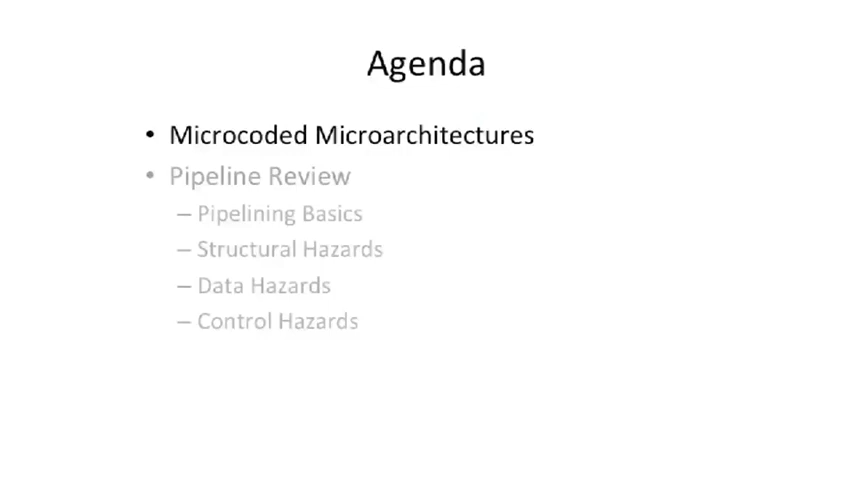 Agenda
• Microcoded Microarchitectures
• Pipeline Review
– Pipelining Basics
– Structural Hazards
– Data Hazards
– Control Hazards